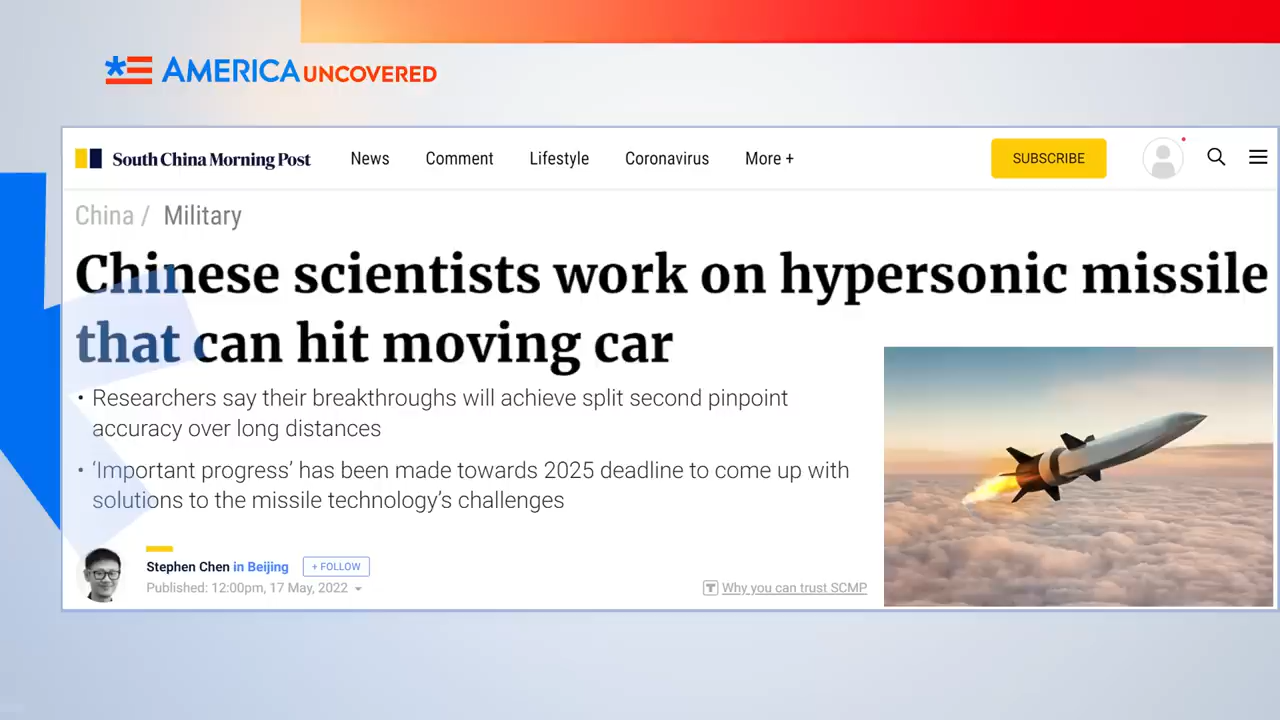 AMERICA UNCOVERED
South China Morning Post News Comment Lifestyle Coronavirus More + SUBSCRIBE
China / Military
Chinese scientists work on hypersonic missile
that can hit moving car
• Researchers say their breakthroughs will achieve split second pinpoint
accuracy over long distances
• ‘Important progress’ has been made towards 2025 deadline to come up with
solutions to the missile technology’s challenges
Stephen Chen in Beijing + FOLLOW
Published: 12:00pm, 17 May, 2022
T Why you can trust SCMP